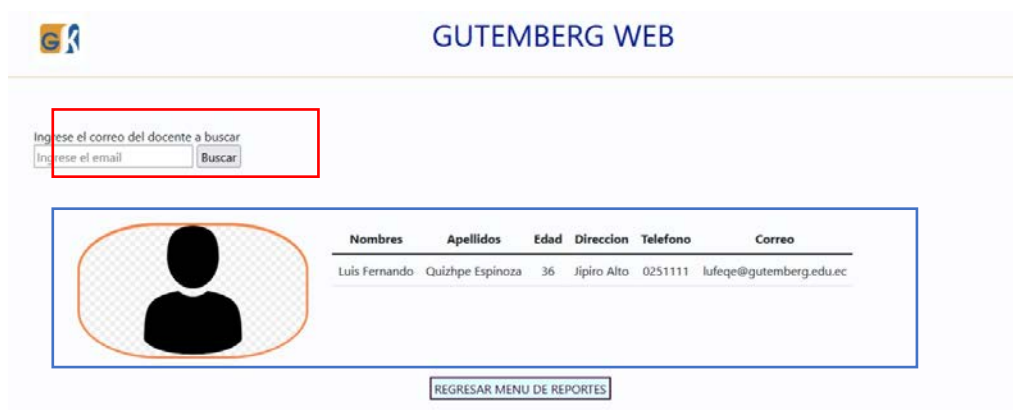 GK
GUTEMBERG WEB
Ingrese el correo del docente a buscar
Ingrese el email Buscar
Nombres Apellidos Edad Direccion Telefono Correo
Luis Fernando Quizhpe Espinoza 36 Jipiro Alto 0251111 lufeqe@gutemberg.edu.ec
REGRESAR MENU DE REPORTES